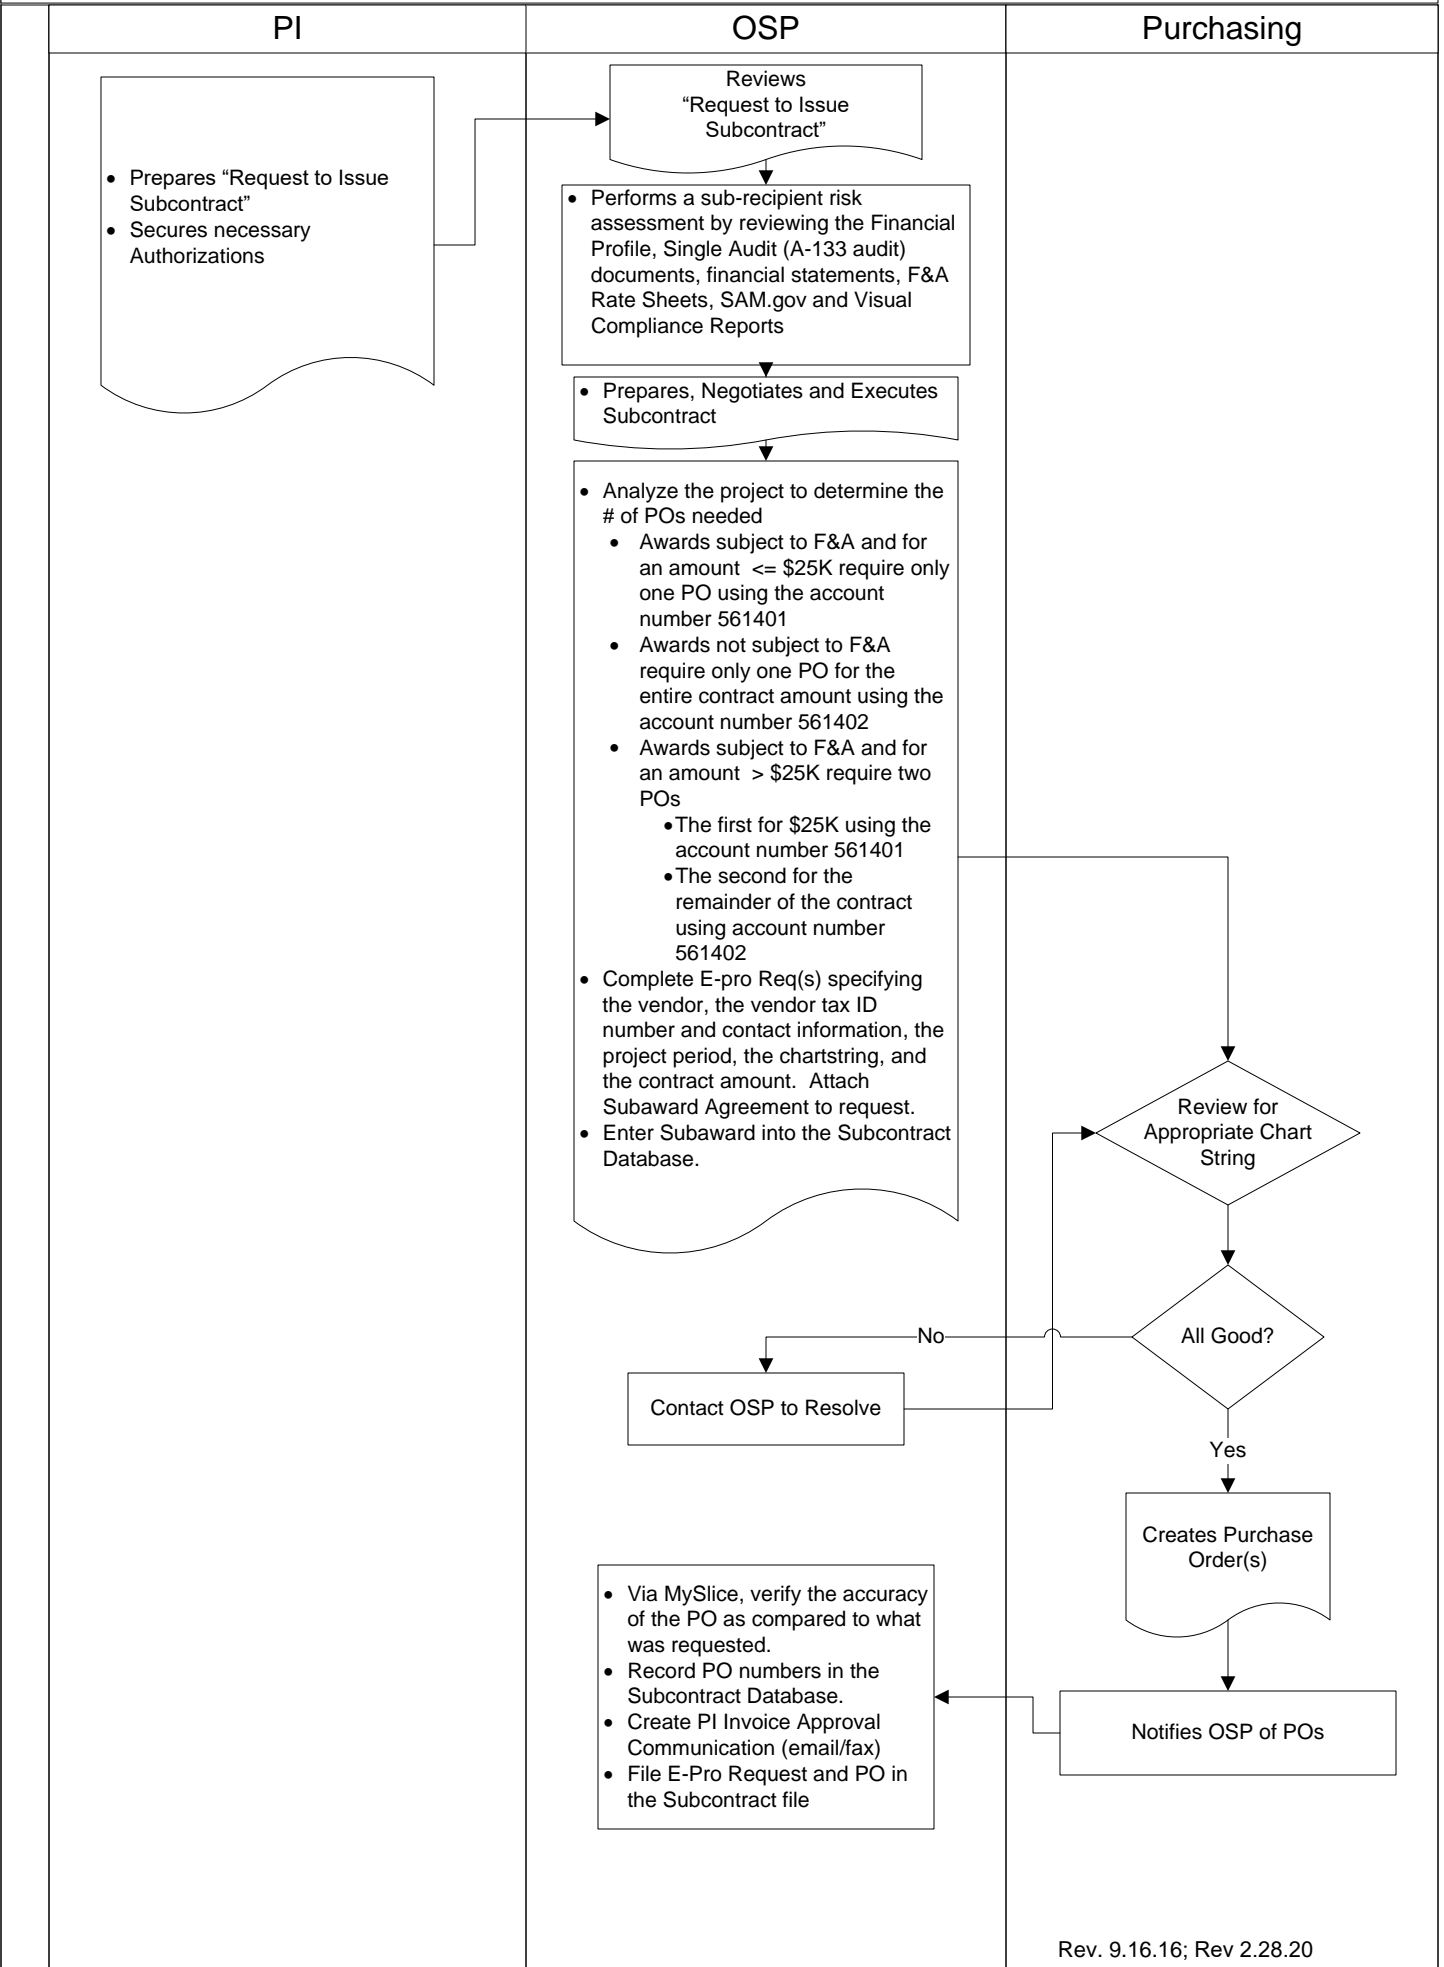 PI
OSP
Purchasing
• Prepares “Request to Issue
Subcontract”
• Secures necessary
Authorizations
Reviews
“Request to Issue
Subcontract”
• Performs a sub-recipient risk
assessment by reviewing the Financial
Profile, Single Audit (A-133 audit)
documents, financial statements, F&A
Rate Sheets, SAM.gov and Visual
Compliance Reports
• Prepares, Negotiates and Executes
Subcontract
• Analyze the project to determine the
# of POs needed
• Awards subject to F&A and for
an amount <= $25K require only
one PO using the account
number 561401
• Awards not subject to F&A
require only one PO for the
entire contract amount using the
account number 561402
• Awards subject to F&A and for
an amount > $25K require two
POs
• The first for $25K using the
account number 561401
• The second for the
remainder of the contract
using account number
561402
• Complete E-pro Req(s) specifying
the vendor, the vendor tax ID
number and contact information, the
project period, the chartstring, and
the contract amount. Attach
Subaward Agreement to request.
• Enter Subaward into the Subcontract
Database.
Review for
Appropriate Chart
String
All Good?
No
Contact OSP to Resolve
Yes
Creates Purchase
Order(s)
Notifies OSP of POs
• Via MySlice, verify the accuracy
of the PO as compared to what
was requested.
• Record PO numbers in the
Subcontract Database.
• Create PI Invoice Approval
Communication (email/fax)
• File E-Pro Request and PO in
the Subcontract file
Rev. 9.16.16; Rev 2.28.20